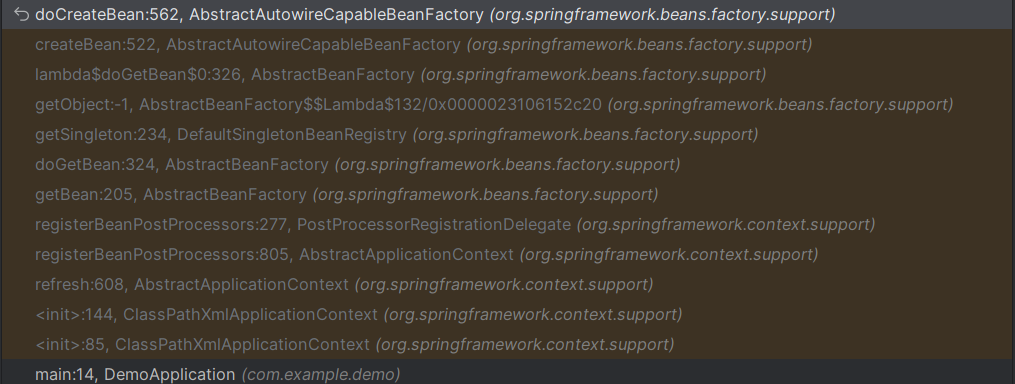 doCreateBean:562, AbstractAutowireCapableBeanFactory (org.springframework.beans.factory.support)
createBean:522, AbstractAutowireCapableBeanFactory (org.springframework.beans.factory.support)
lambda$doGetBean$0:326, AbstractBeanFactory (org.springframework.beans.factory.support)
getObject:-1, AbstractBeanFactory$$Lambda$132/0x0000023106152c20 (org.springframework.beans.factory.support)
getSingleton:234, DefaultSingletonBeanRegistry (org.springframework.beans.factory.support)
doGetBean:324, AbstractBeanFactory (org.springframework.beans.factory.support)
getBean:205, AbstractBeanFactory (org.springframework.beans.factory.support)
registerBeanPostProcessors:277, PostProcessorRegistrationDelegate (org.springframework.context.support)
registerBeanPostProcessors:805, AbstractApplicationContext (org.springframework.context.support)
refresh:608, AbstractApplicationContext (org.springframework.context.support)
<init>:144, ClassPathXmlApplicationContext (org.springframework.context.support)
<init>:85, ClassPathXmlApplicationContext (org.springframework.context.support)
main:14, DemoApplication (com.example.demo)